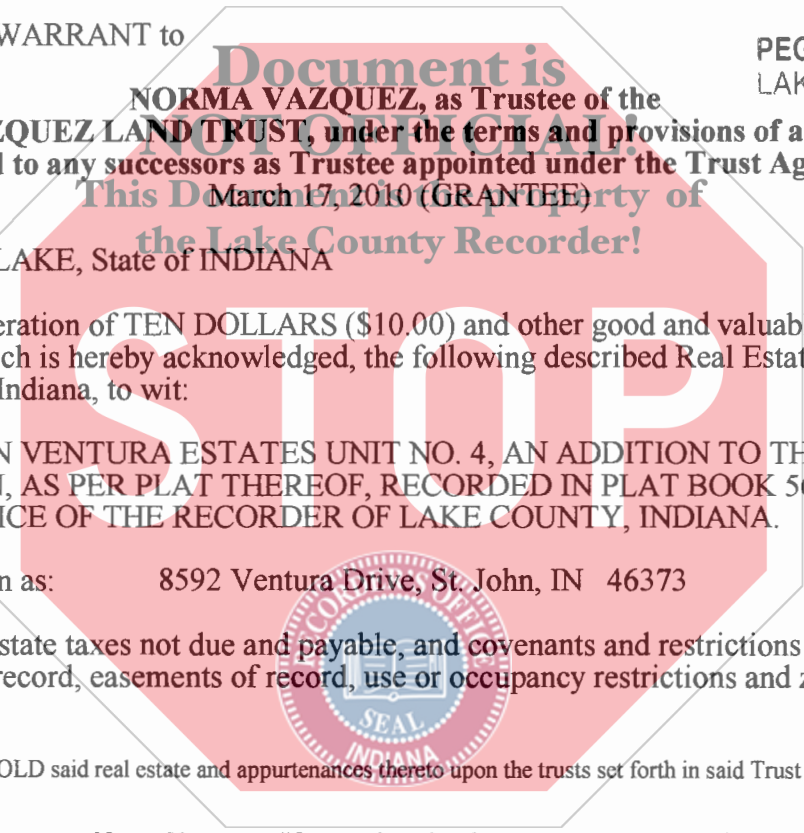 WARRANT to
PEG
LAK
Document is
NORMA VAZQUEZ, as Trustee of the
ZQUEZ LAND TRUST, under the terms and provisions of a
NOT OFFICIAL!
d to any successors as Trustee appointed under the Trust Ag
This Document is the property of
March 17, 2010 (GRANTEE)
the Lake County Recorder!
LAKE, State of INDIANA
eration of TEN DOLLARS ($10.00) and other good and valuab
ch is hereby acknowledged, the following described Real Estat
Indiana, to wit:
STOP
N VENTURA ESTATES UNIT NO. 4, AN ADDITION TO TH
N, AS PER PLAT THEREOF, RECORDED IN PLAT BOOK 56
ICE OF THE RECORDER OF LAKE COUNTY, INDIANA.
n as: 8592 Ventura Drive, St. John, IN 46373
RECORDER'S OFFICE
state taxes not due and payable, and covenants and restrictions
record, easements of record, use or occupancy restrictions and z
SEAL
INDIANA
OLD said real estate and appurtenances thereto upon the trusts set forth in said Trust